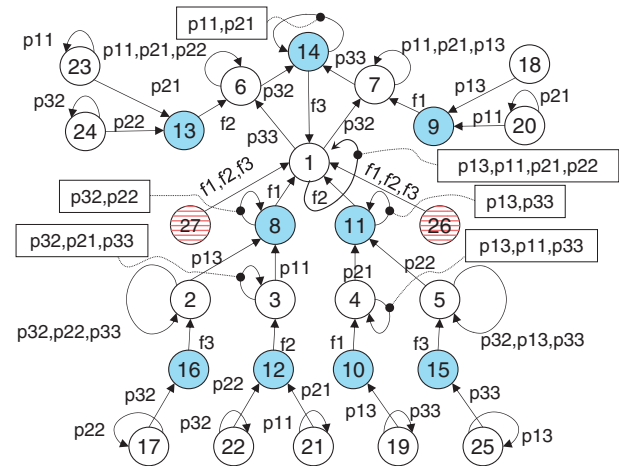 p11
p11,p21,p22
p11,p21
14
p33
p11,p21,p13
23
6
p32
7
18
p21
f3
f1
p13
p21
p32
24
p22
13
f2
p33
p32
9
p11
20
1
p13,p11,p21,p22
f1,f2,f3
f2
f1,f2,f3
p32,p22
f1
p13,p33
27
8
11
26
p32,p21,p33
p13,p11,p33
p13
p11
p21
p22
2
3
4
5
p32,p22,p33
f3
f2
f1
f3
p32,p13,p33
16
12
10
15
p32
p22
p21
p33
p22
p32
p11
p13
p33
p13
17
22
21
19
25